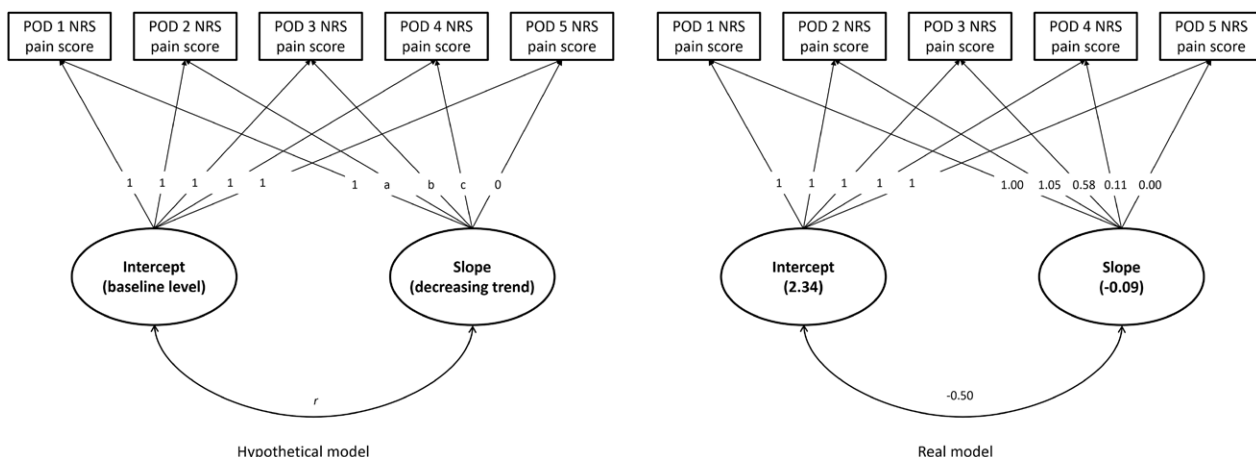 POD 1 NRS
pain score
POD 2 NRS
pain score
POD 3 NRS
pain score
POD 4 NRS
pain score
POD 5 NRS
pain score
1
1
1
1
1
1
a
b
c
0
Intercept
(baseline level)
Slope
(decreasing trend)
r
Hypothetical model
POD 1 NRS
pain score
POD 2 NRS
pain score
POD 3 NRS
pain score
POD 4 NRS
pain score
POD 5 NRS
pain score
1
1
1
1
1
1.00
1.05
0.58
0.11
0.00
Intercept
(2.34)
Slope
(-0.09)
-0.50
Real model